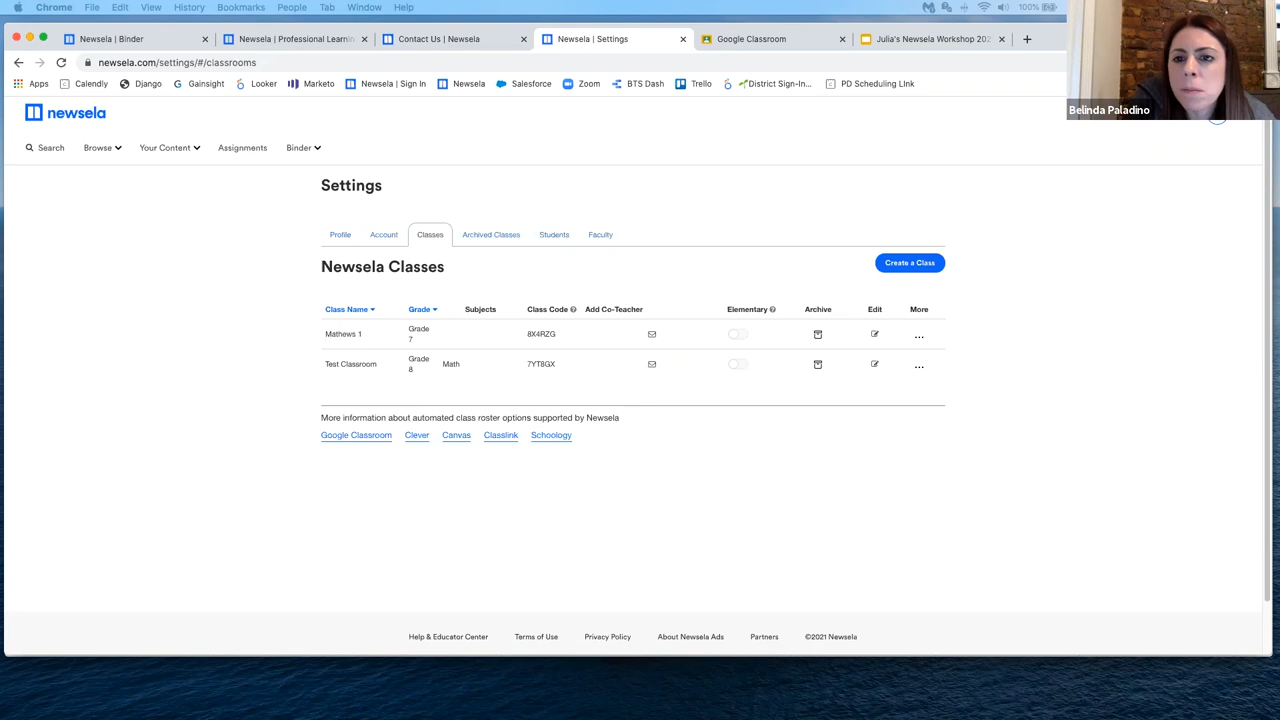 Chrome File Edit View History Bookmarks People Tab Window Help 100%
Newsela | Binder Newsela | Professional Learnin Contact Us | Newsela Newsela | Settings Google Classroom Julia's Newsela Workshop 202
newsela.com/settings/#/classrooms
Apps Calendly Django Gainsight Looker Marketo Newsela | Sign In Newsela Salesforce Zoom BTS Dash Trello District Sign-In... PD Scheduling LInk
Belinda Paladino
newsela
Search Browse Your Content Assignments Binder
Settings
Profile Account Classes Archived Classes Students Faculty
Newsela Classes Create a Class
Class Name Grade Subjects Class Code Add Co-Teacher Elementary Archive Edit More
Mathews 1 Grade 7 8X4RZG ...
Test Classroom Grade 8 Math 7YT8GX ...
More information about automated class roster options supported by Newsela
Google Classroom Clever Canvas Classlink Schoology
Help & Educator Center Terms of Use Privacy Policy About Newsela Ads Partners ©2021 Newsela